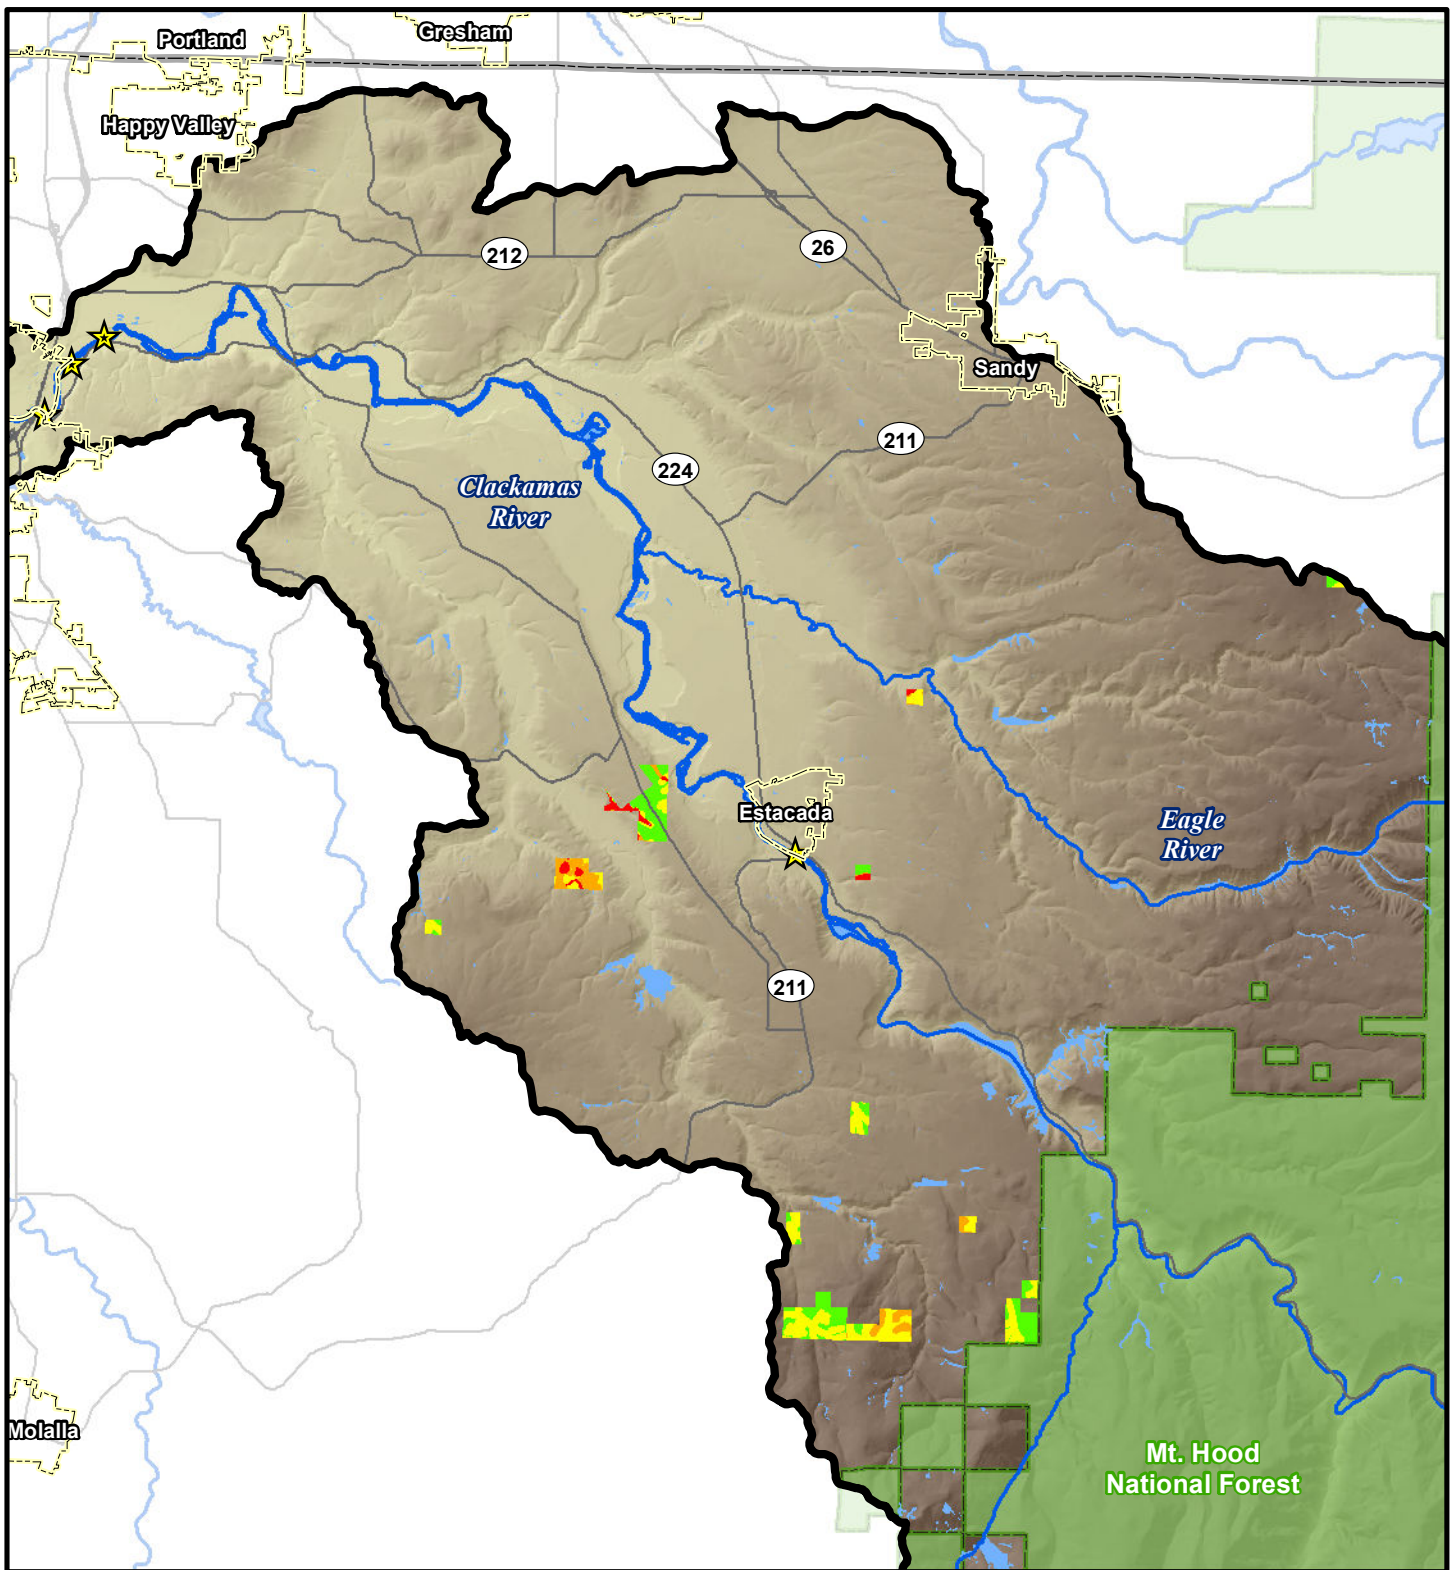 Gresham
Portland
Happy Valley
212
26
Sandy
211
224
Clackamas
River
Estacada
Eagle
River
211
Molalla
Mt. Hood
National Forest